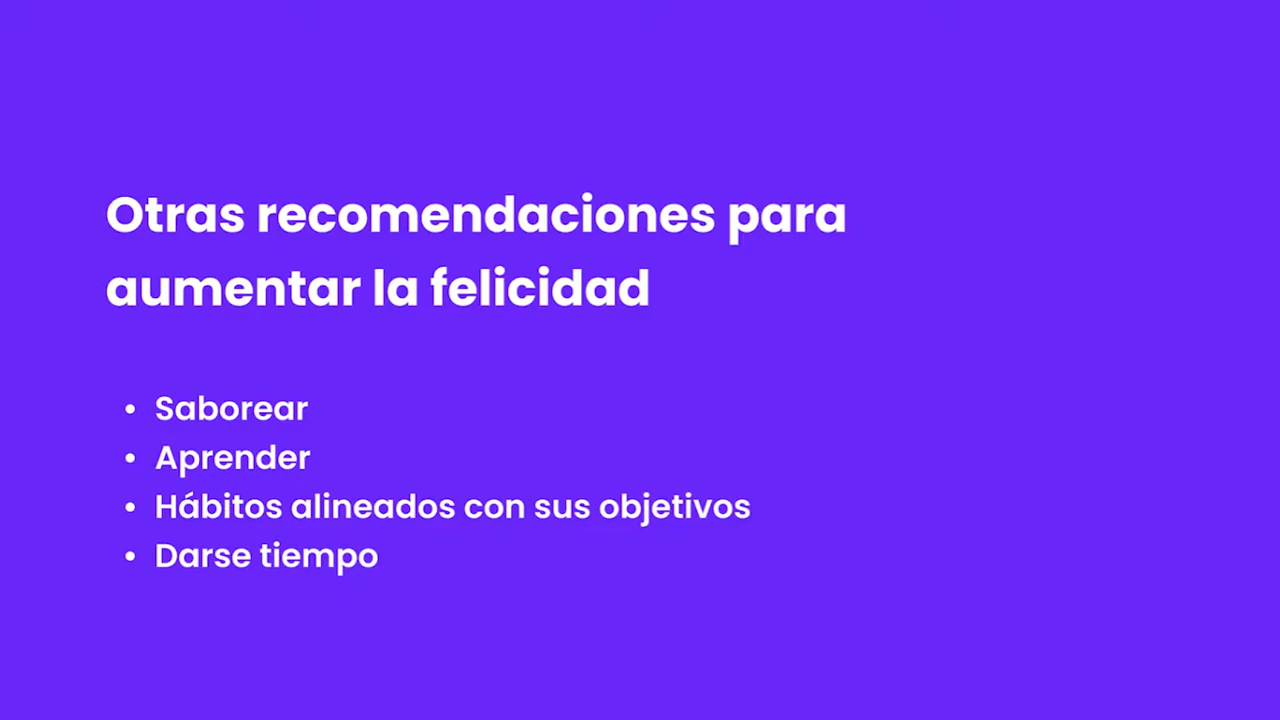 Otras recomendaciones para
aumentar la felicidad
• Saborear
• Aprender
• Hábitos alineados con sus objetivos
• Darse tiempo